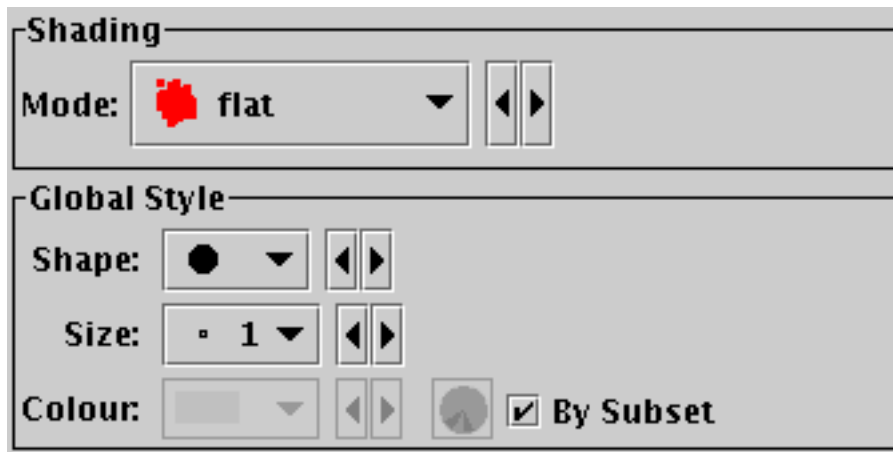 Shading
Mode: flat
Global Style
Shape:
Size: 1
Colour: By Subset